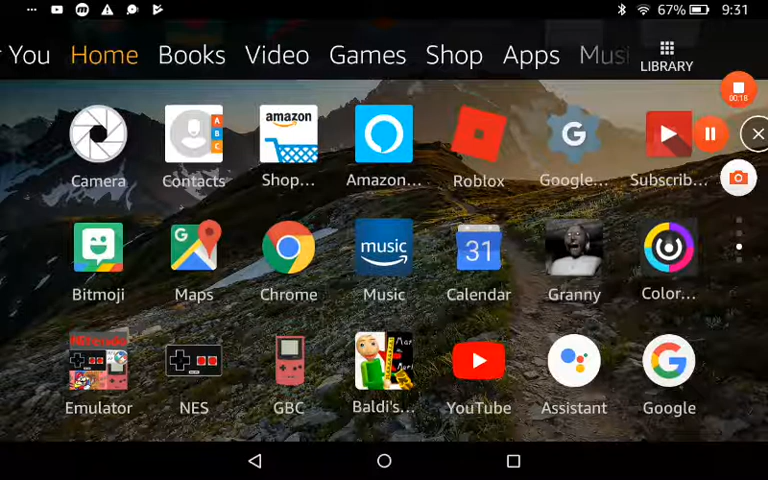 67% 9:31
r You Home Books Video Games Shop Apps Musi LIBRARY
00:18
amazon
A
B
C
Camera Contacts Shop... Amazon... Roblox Google... Subscrib...
music
31
Bitmoji Maps Chrome Music Calendar Granny Color...
Nintendo
Emulator NES GBC Baldi's... YouTube Assistant Google